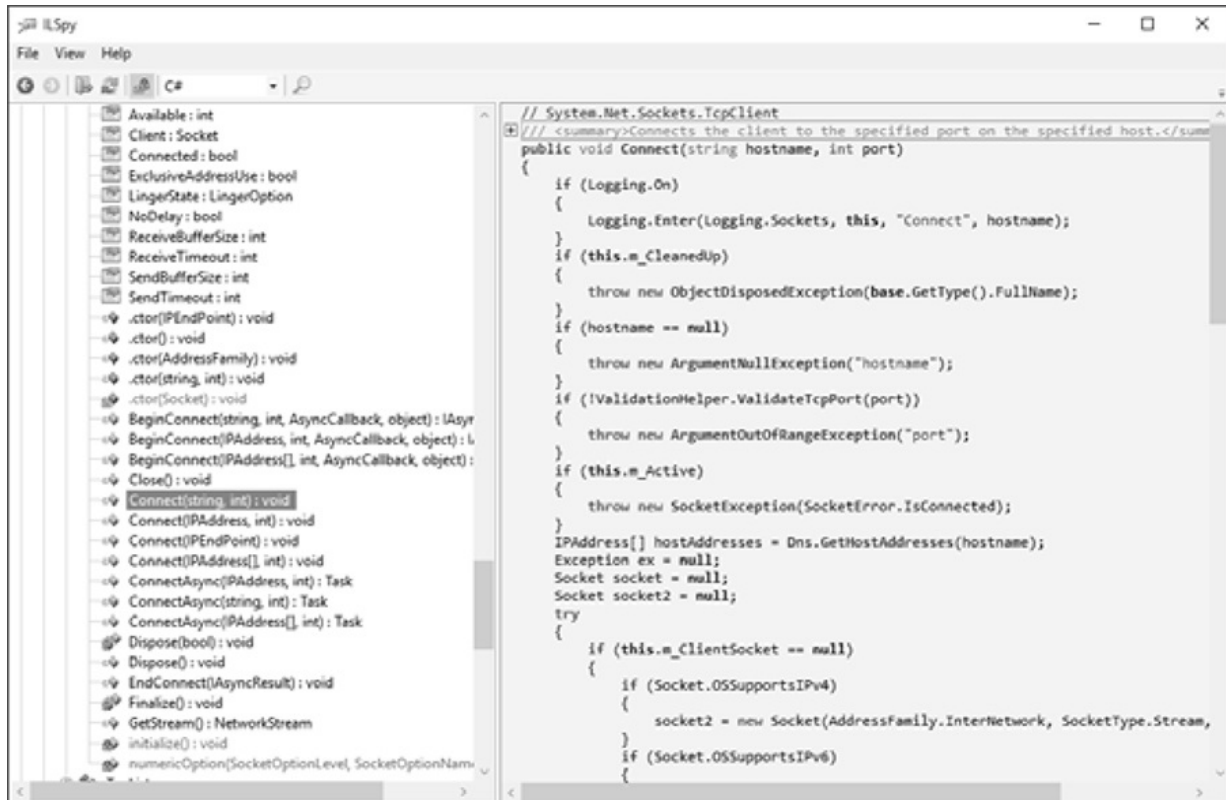 ILSpy
File View Help
C#
Available : int
Client : Socket
Connected : bool
ExclusiveAddressUse : bool
LingerState : LingerOption
NoDelay : bool
ReceiveBufferSize : int
ReceiveTimeout : int
SendBufferSize : int
SendTimeout : int
.ctor(IPEndPoint) : void
.ctor() : void
.ctor(AddressFamily) : void
.ctor(string, int) : void
.ctor(Socket) : void
BeginConnect(string, int, AsyncCallback, object) : IAsyr
BeginConnect(IPAddress, int, AsyncCallback, object) : I
BeginConnect(IPAddress[], int, AsyncCallback, object) :
Close() : void
Connect(string, int) : void
Connect(IPAddress, int) : void
Connect(IPEndPoint) : void
Connect(IPAddress[], int) : void
ConnectAsync(IPAddress, int) : Task
ConnectAsync(string, int) : Task
ConnectAsync(IPAddress[], int) : Task
Dispose(bool) : void
Dispose() : void
EndConnect(IAsyncResult) : void
Finalize() : void
GetStream() : NetworkStream
initialize() : void
numericOption(SocketOptionLevel, SocketOptionNam
// System.Net.Sockets.TcpClient
/// <summary>Connects the client to the specified port on the specified host.</summ
public void Connect(string hostname, int port)
{
if (Logging.On)
{
Logging.Enter(Logging.Sockets, this, "Connect", hostname);
}
if (this.m_CleanedUp)
{
throw new ObjectDisposedException(base.GetType().FullName);
}
if (hostname == null)
{
throw new ArgumentNullException("hostname");
}
if (!ValidationHelper.ValidateTcpPort(port))
{
throw new ArgumentOutOfRangeException("port");
}
if (this.m_Active)
{
throw new SocketException(SocketError.IsConnected);
}
IPAddress[] hostAddresses = Dns.GetHostAddresses(hostname);
Exception ex = null;
Socket socket = null;
Socket socket2 = null;
try
{
if (this.m_ClientSocket == null)
{
if (Socket.OSSupportsIPv4)
{
socket2 = new Socket(AddressFamily.InterNetwork, SocketType.Stream,
}
if (Socket.OSSupportsIPv6)
{